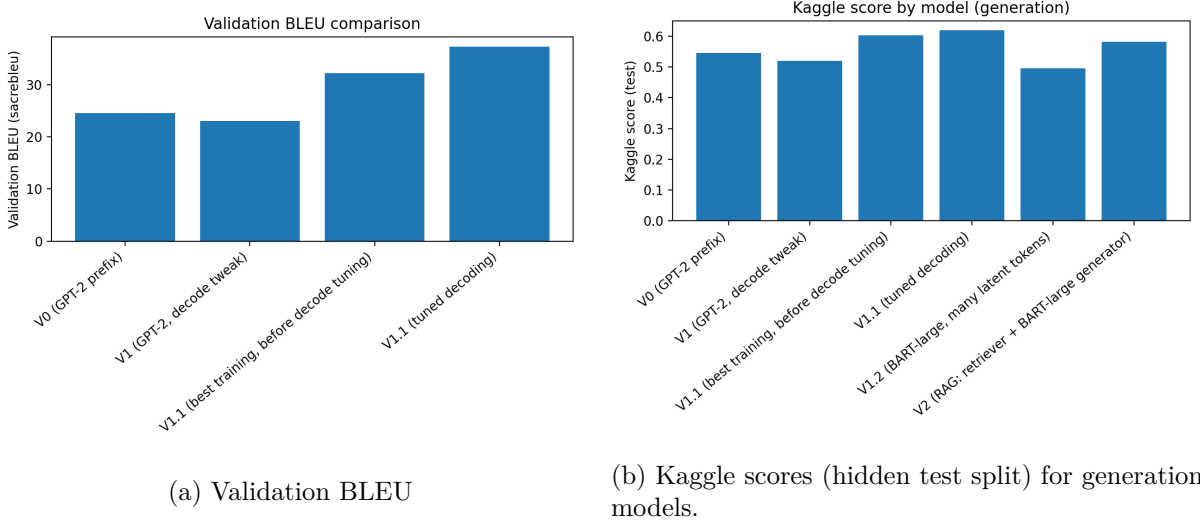 Validation BLEU comparison
Validation BLEU (sacrebleu)
30
20
10
0
V0 (GPT-2 prefix)
V1 (GPT-2, decode tweak)
V1.1 (best training, before decode tuning)
V1.1 (tuned decoding)
(a) Validation BLEU
Kaggle score by model (generation)
Kaggle score (test)
0.6
0.5
0.4
0.3
0.2
0.1
0.0
V0 (GPT-2 prefix)
V1 (GPT-2, decode tweak)
V1.1 (best training, before decode tuning)
V1.1 (tuned decoding)
V1.2 (BART-large, many latent tokens)
V2 (RAG: retriever + BART-large generator)
(b) Kaggle scores (hidden test split) for generation
models.